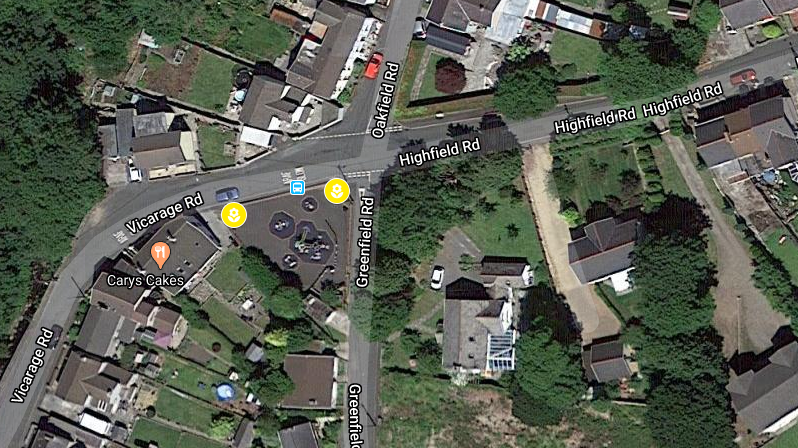 Oakfield Rd
Highfield Rd
Highfield Rd
Highfield Rd
Vicarage Rd
Greenfield Rd
Carys Cakes
Vicarage Rd
Greenfield